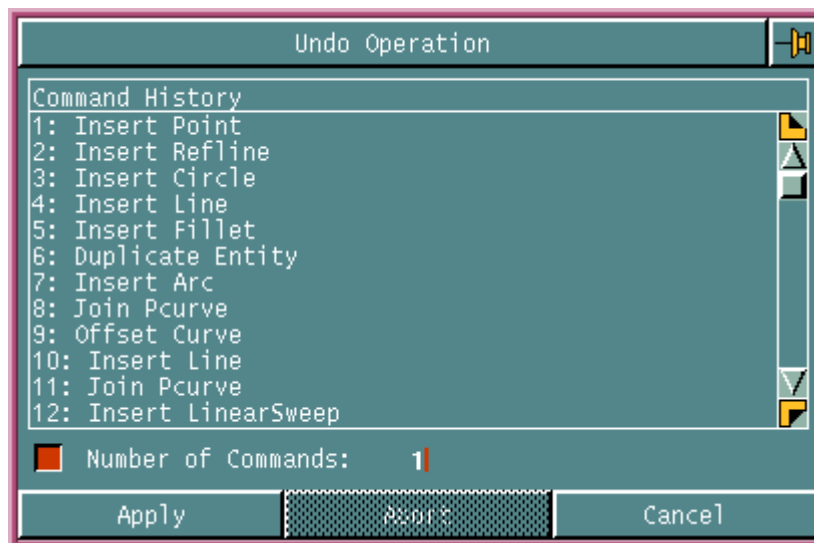 Undo Operation
Command History
1: Insert Point
2: Insert Refline
3: Insert Circle
4: Insert Line
5: Insert Fillet
6: Duplicate Entity
7: Insert Arc
8: Join Pcurve
9: Offset Curve
10: Insert Line
11: Join Pcurve
12: Insert LinearSweep
Number of Commands: 1
Apply Abort Cancel